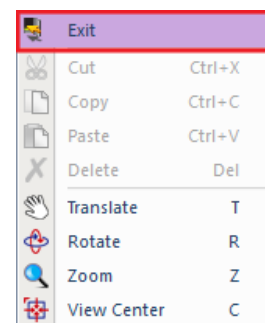 Exit
Cut Ctrl+X
Copy Ctrl+C
Paste Ctrl+V
Delete Del
Translate T
Rotate R
Zoom Z
View Center C